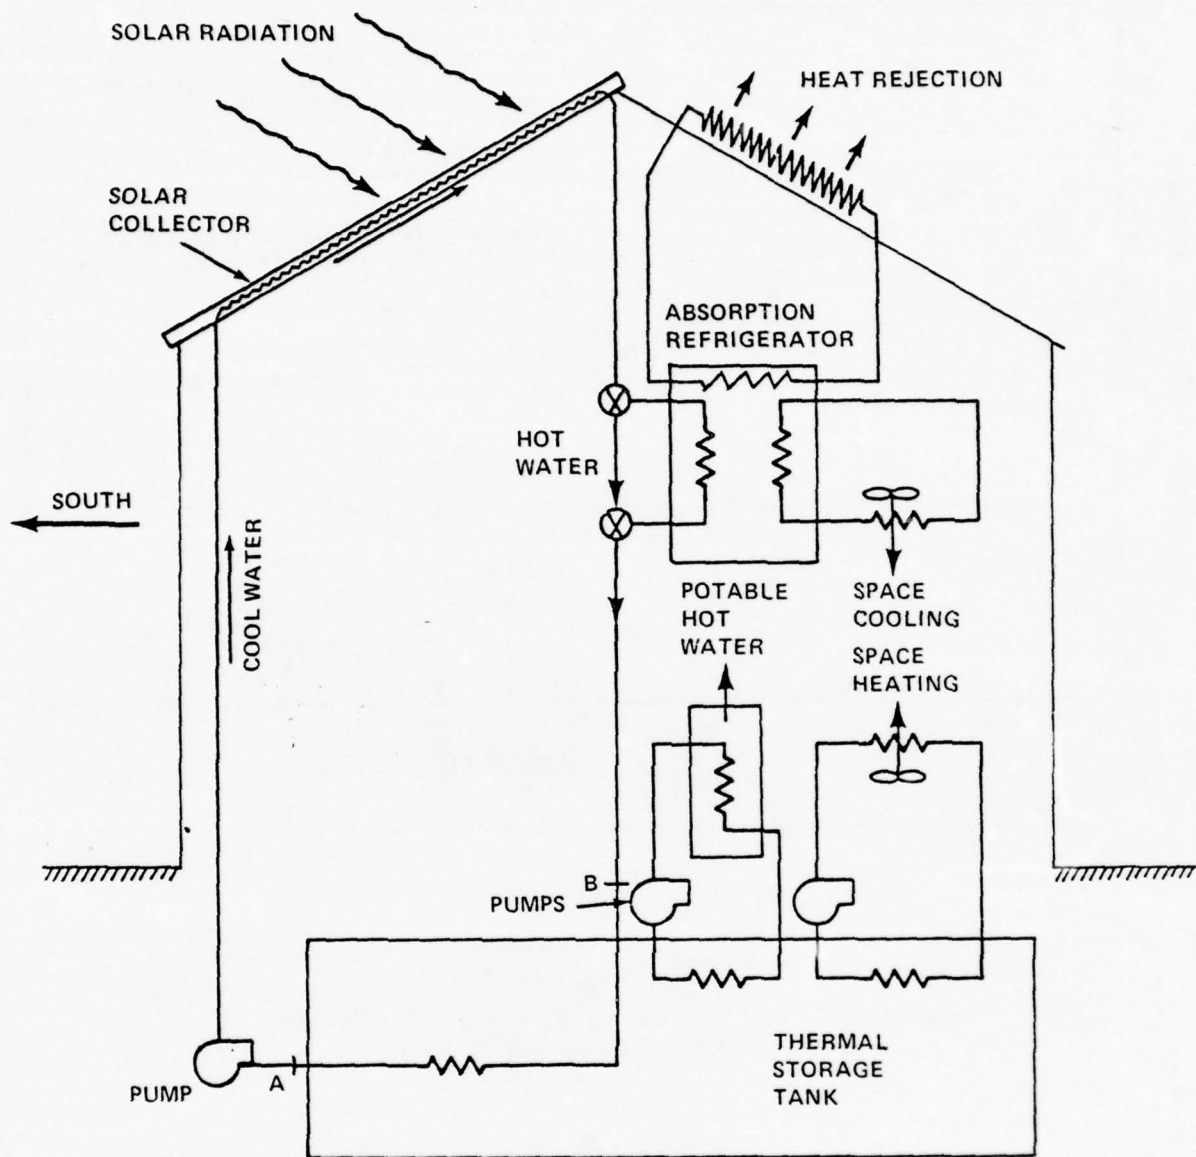 SOLAR RADIATION
HEAT REJECTION
SOLAR
COLLECTOR
ABSORPTION
REFRIGERATOR
HOT
WATER
SOUTH
COOL WATER
POTABLE
HOT
WATER
SPACE
COOLING
SPACE
HEATING
B
PUMPS
A
PUMP
THERMAL
STORAGE
TANK